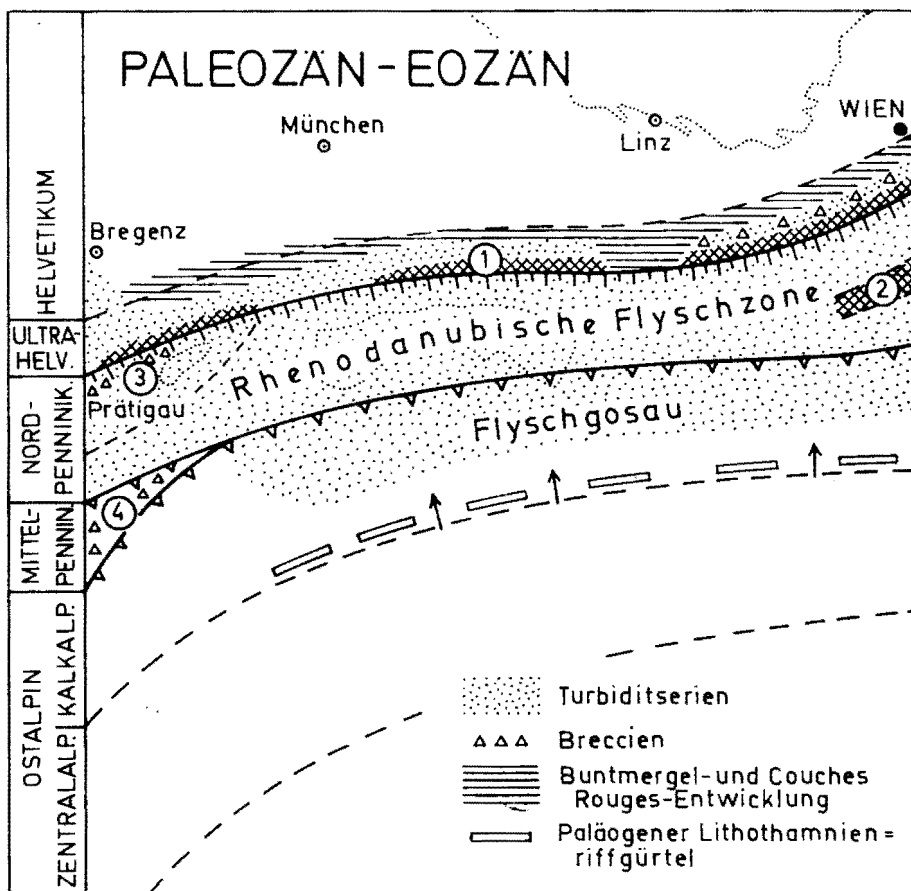 PALEOZÄN - EOZÄN
München
Linz
WIEN
Bregenz
HELVETIKUM
ULTRA-
HELV.
NORD-
PENNINIK.
MITTEL-
PENNIN.
OSTALPIN
KALKALP.
ZENTRALALP.
1
2
3
4
Prätigau
Rhenodanubische Flyschzone
Flyschgosau
Turbiditserien
Breccien
Buntmergel-und Couches
Rouges-Entwicklung
Paläogener Lithothamnien=
riffgürtel